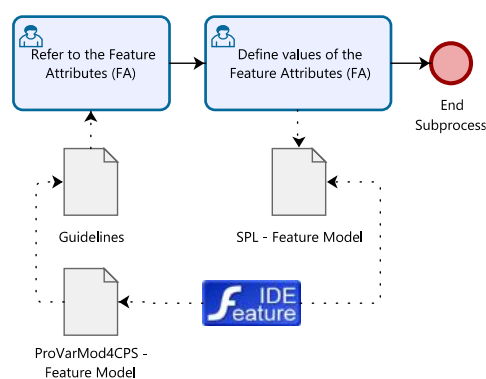 Refer to the Feature
Attributes (FA)
Define values of the
Feature Attributes (FA)
End
Subprocess
Guidelines
SPL - Feature Model
IDE
Feature
ProVarMod4CPS -
Feature Model